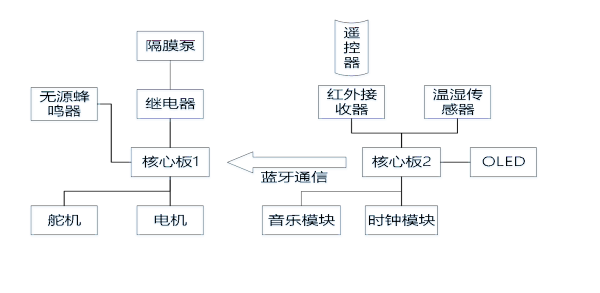 遥
控
器
隔膜泵
无源蜂
鸣器
继电器
红外接
收器
温湿传
感器
核心板1
蓝牙通信
核心板2
OLED
舵机
电机
音乐模块
时钟模块